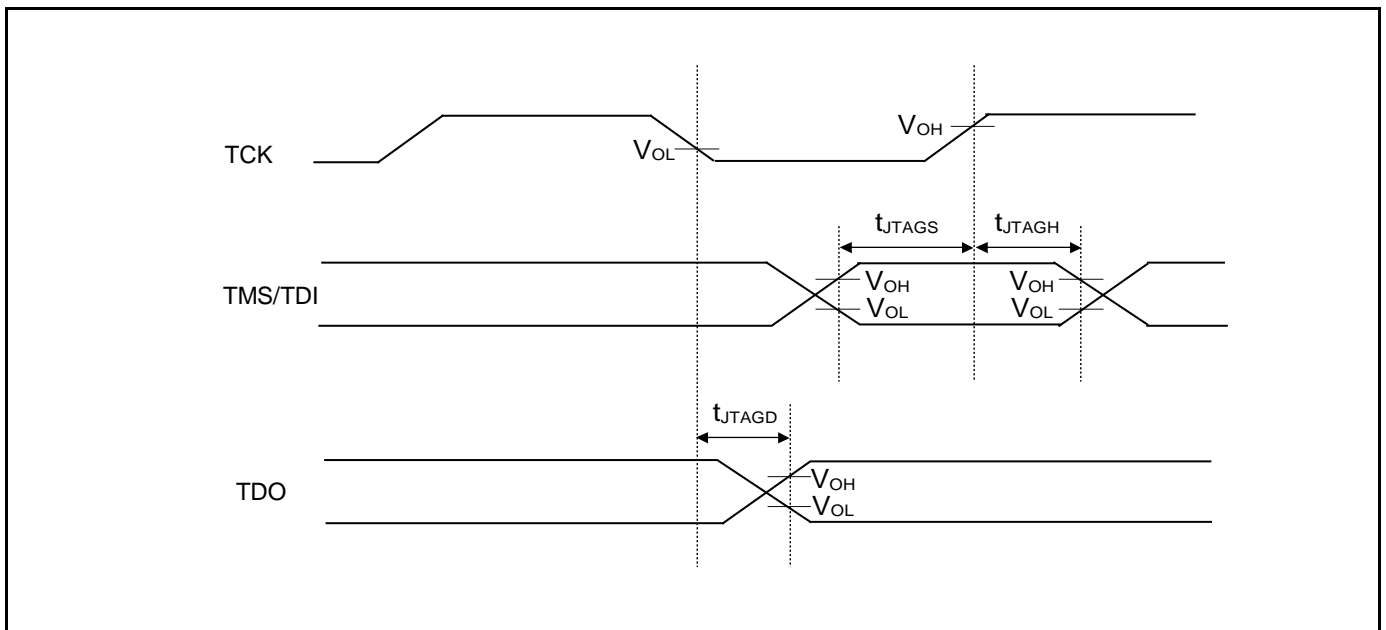 VOH
TCK
VOL
tJTAGS
tJTAGH
VOH
VOH
TMS/TDI
VOL
VOL
tJTAGD
VOH
TDO
VOL